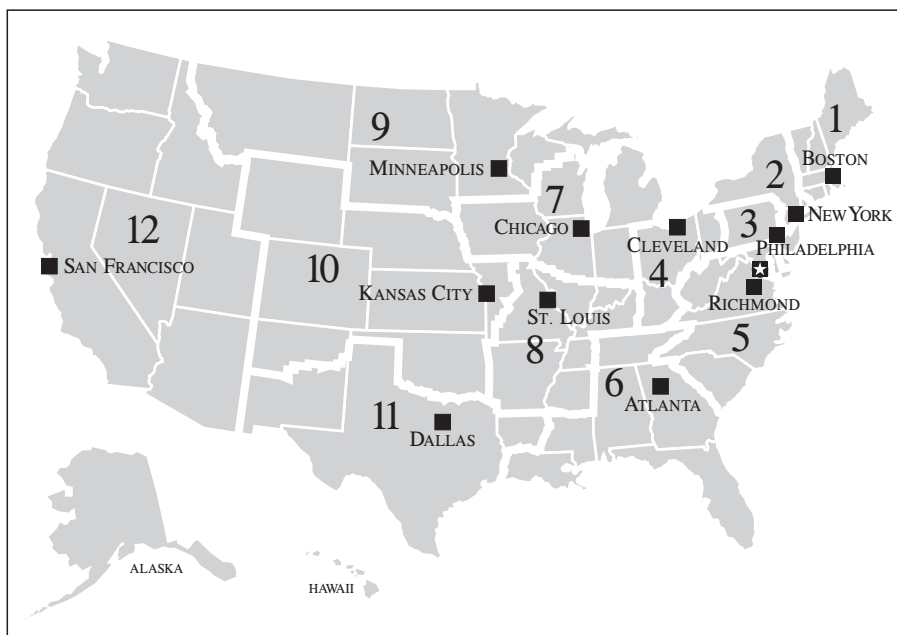 1
9
BOSTON
MINNEAPOLIS
2
7
NEW YORK
12
CHICAGO
3
CLEVELAND
PHILADELPHIA
SAN FRANCISCO
10
4
KANSAS CITY
RICHMOND
ST. LOUIS
5
8
6
ATLANTA
11
DALLAS
ALASKA
HAWAII